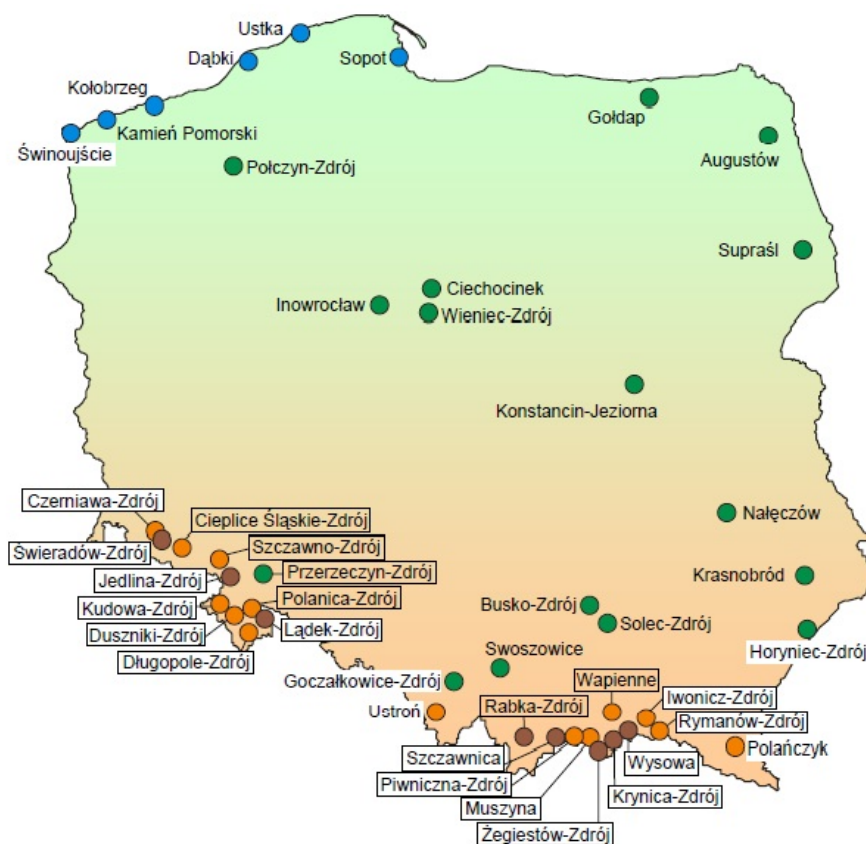 Ustka
Dąbki
Sopot
Kołobrzeg
Kamień Pomorski
Świnoujście
Gołdap
Augustów
Połczyn-Zdrój
Supraśl
Ciechocinek
Inowrocław
Wieniec-Zdrój
Konstancin-Jeziorna
Czerniawa-Zdrój
Cieplice Śląskie-Zdrój
Nałęczów
Świeradów-Zdrój
Szczawno-Zdrój
Jedlina-Zdrój
Przerzeczyn-Zdrój
Krasnobród
Kudowa-Zdrój
Polanica-Zdrój
Busko-Zdrój
Duszniki-Zdrój
Lądek-Zdrój
Solec-Zdrój
Długopole-Zdrój
Swoszowice
Horyniec-Zdrój
Goczałkowice-Zdrój
Wapienne
Iwonicz-Zdrój
Rabka-Zdrój
Ustroń
Rymanów-Zdrój
Polańczyk
Szczawnica
Wysowa
Piwniczna-Zdrój
Krynica-Zdrój
Muszyna
Żegiestów-Zdrój